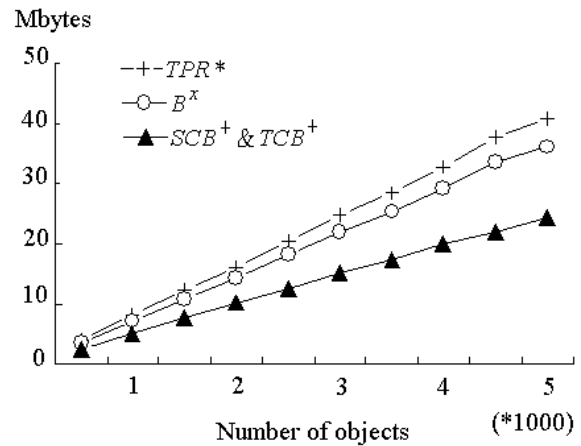 Mbytes
50
40
30
20
10
0
TPR*
B^x
SCB^+ & TCB^+
1 2 3 4 5
Number of objects (*1000)